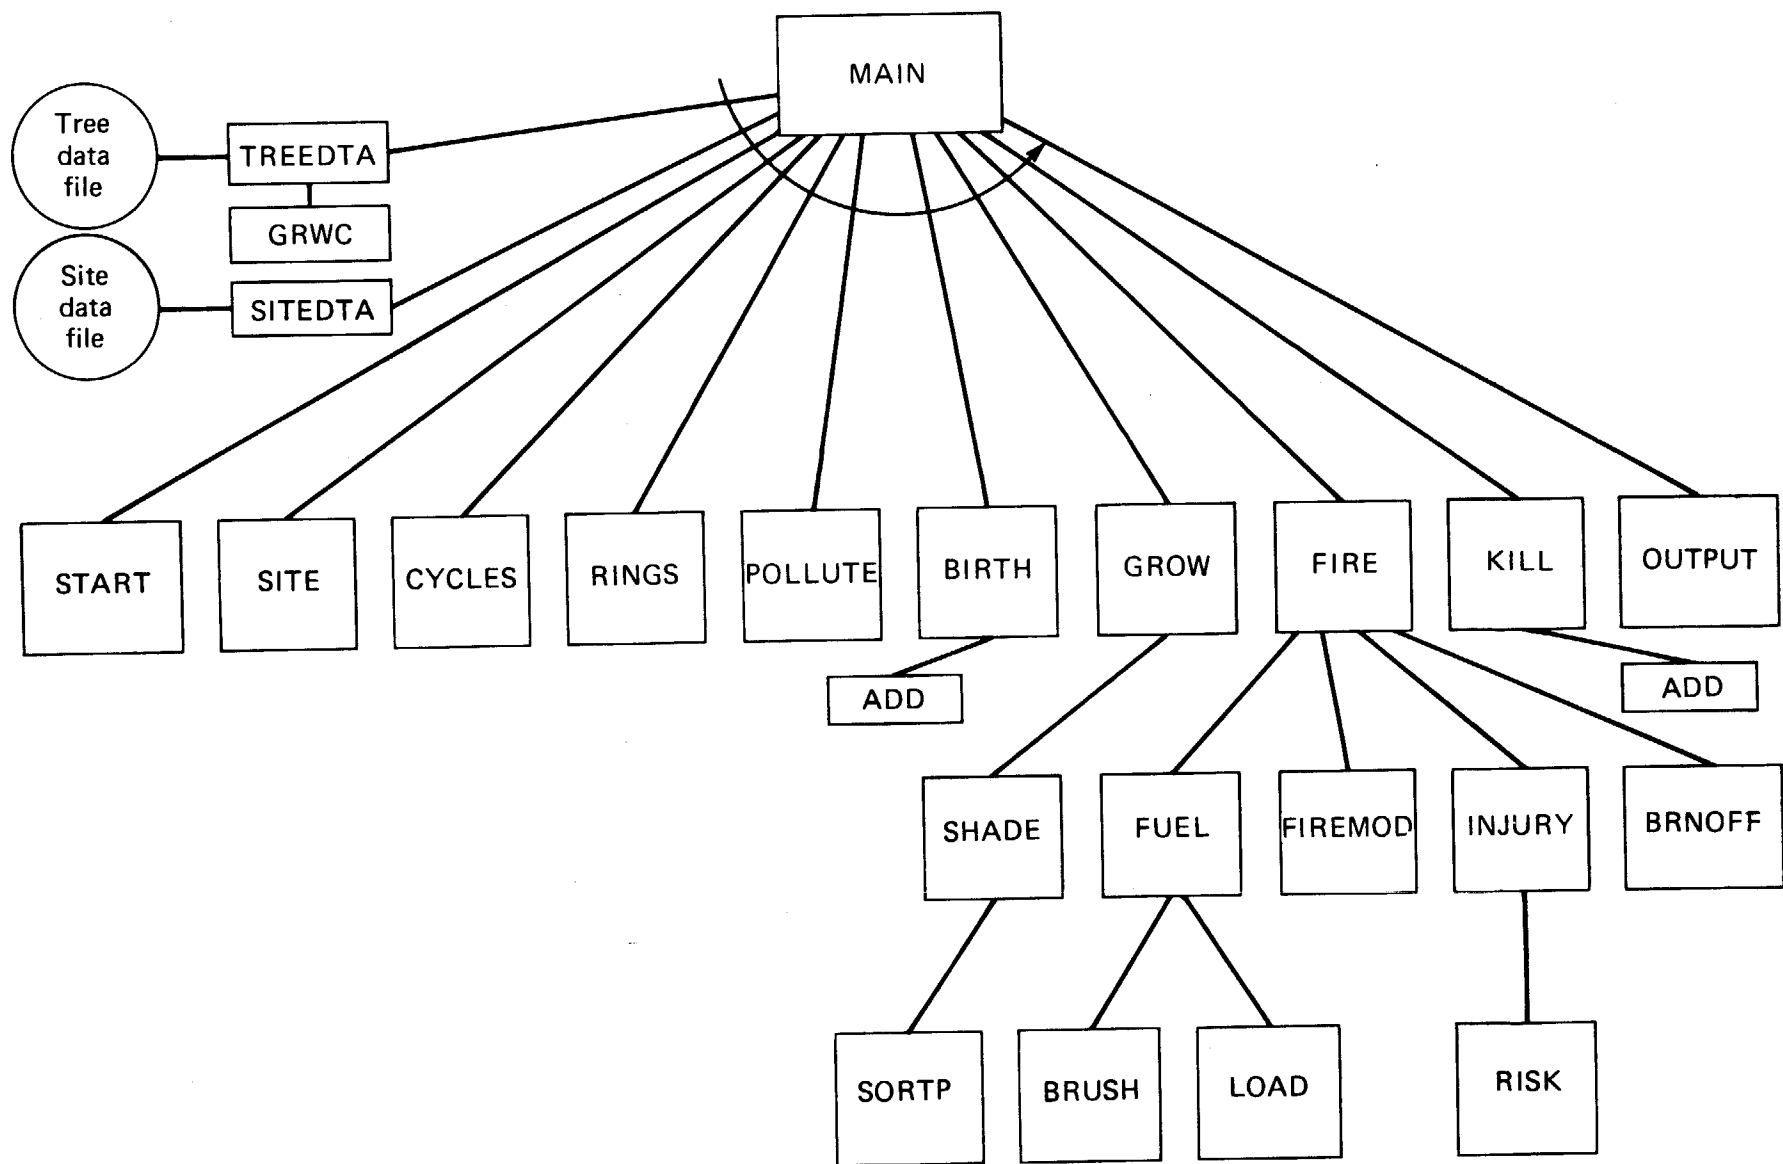 MAIN
Tree
data
file
TREEDTA
GRWC
Site
data
file
SITEDTA
START
SITE
CYCLES
RINGS
POLLUTE
BIRTH
GROW
FIRE
KILL
OUTPUT
ADD
ADD
SHADE
FUEL
FIREMOD
INJURY
BRNOFF
SORTP
BRUSH
LOAD
RISK